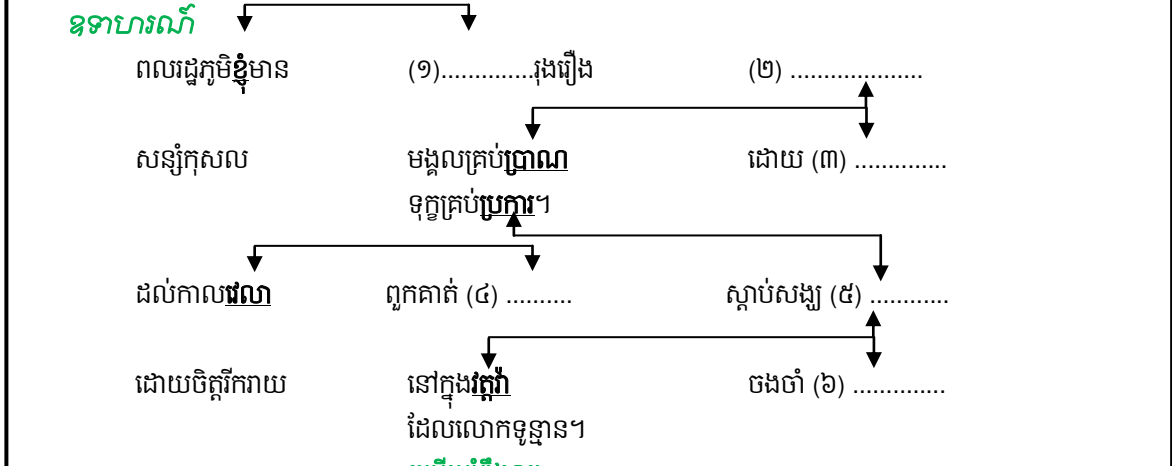 ឧទាហរណ៍
ពលរដ្ឋភូមិខ្ញុំមាន (១)..............រុងរឿង (២) ....................
សន្សំកុសល មង្គលគ្រប់ប្រាណ ដោយ (៣) ..............
ទុក្ខគ្រប់ប្រការ។
ដល់កាលវេលា ពួកគាត់ (៤) .......... ស្តាប់សង្ឃ (៥) ............
ដោយចិត្តរីករាយ នៅក្នុងវត្តវ៉ា ចងចាំ (៦) ..............
ដែលលោកទូន្មាន។